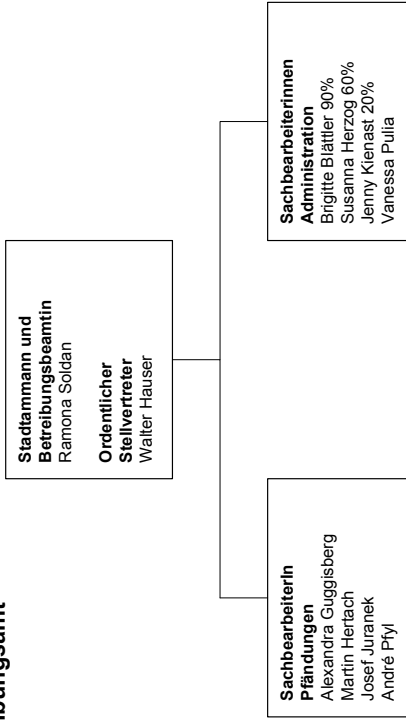 ibungsamt
Stadtammann und
Betreibungsbeamtin
Ramona Soldan
Ordentlicher
Stellvertreter
Walter Hauser
SachbearbeiterIn
Pfändungen
Alexandra Guggisberg
Martin Hertach
Josef Juranek
André Pfyl
Sachbearbeiterinnen
Administration
Brigitte Blättler 90%
Susanna Herzog 60%
Jenny Kienast 20%
Vanessa Pulia